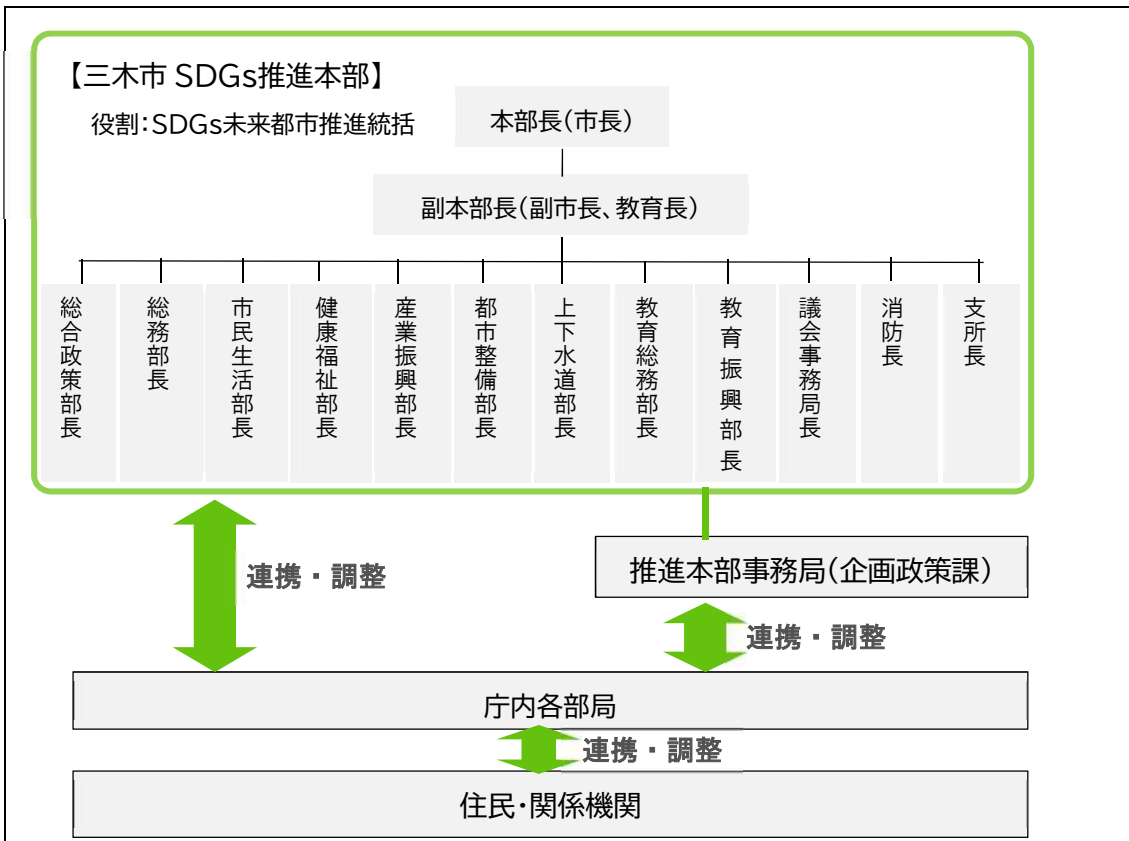 【三木市 SDGs推進本部】
役割：SDGs未来都市推進統括
本部長（市長）
副本部長（副市長、教育長）
総合政策部長
総務部長
市民生活部長
健康福祉部長
産業振興部長
都市整備部長
上下水道部長
教育総務部長
教育振興部長
議会事務局長
消防長
支所長
連携・調整
推進本部事務局（企画政策課）
連携・調整
庁内各部局
連携・調整
住民・関係機関